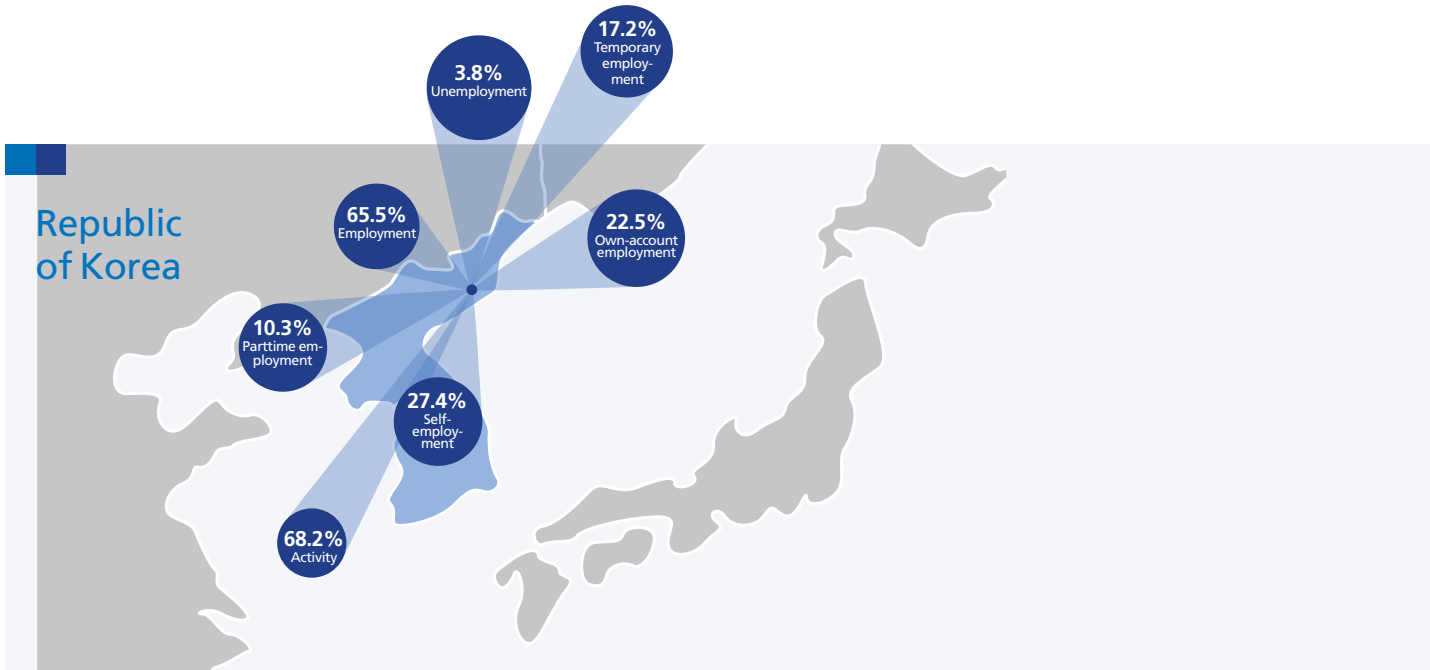 17.2%
Temporary
employ-
ment
3.8%
Unemployment
Republic
of Korea
65.5%
Employment
22.5%
Own-account
employment
10.3%
Parttime em-
ployment
27.4%
Self-
employ-
ment
68.2%
Activity